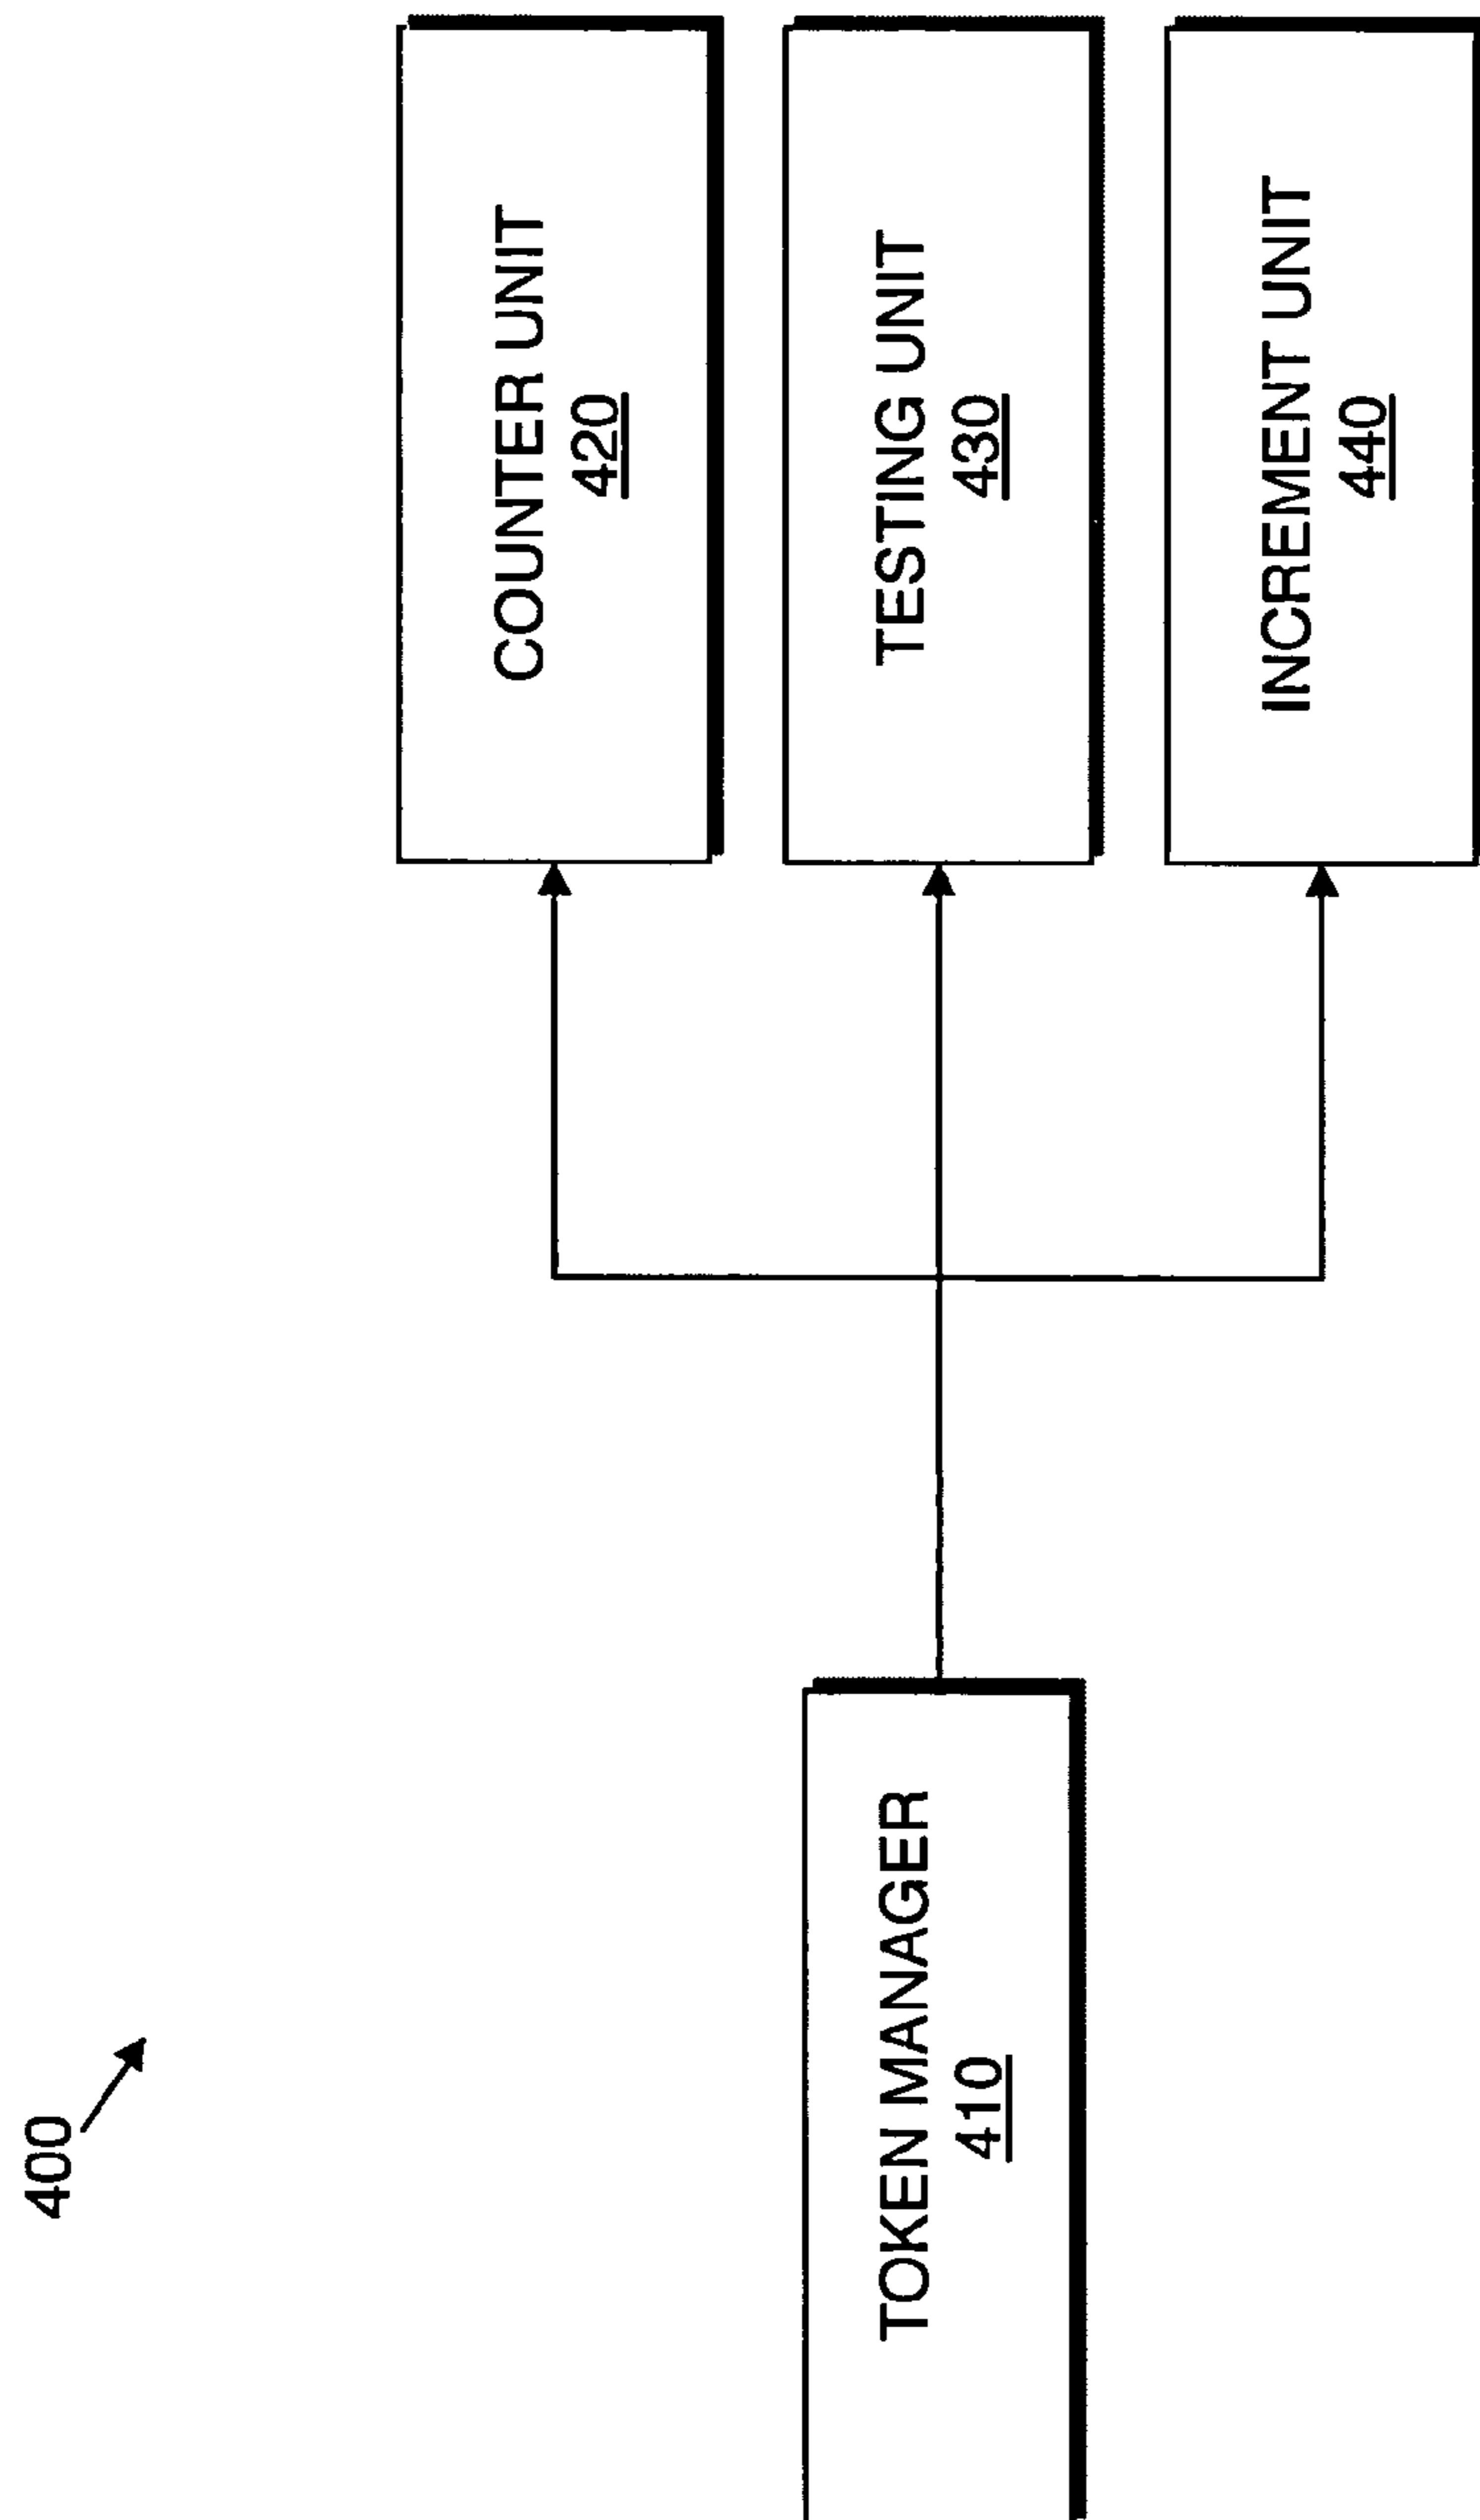 400
TOKEN MANAGER
410
COUNTER UNIT
420
TESTING UNIT
430
INCREMENT UNIT
440